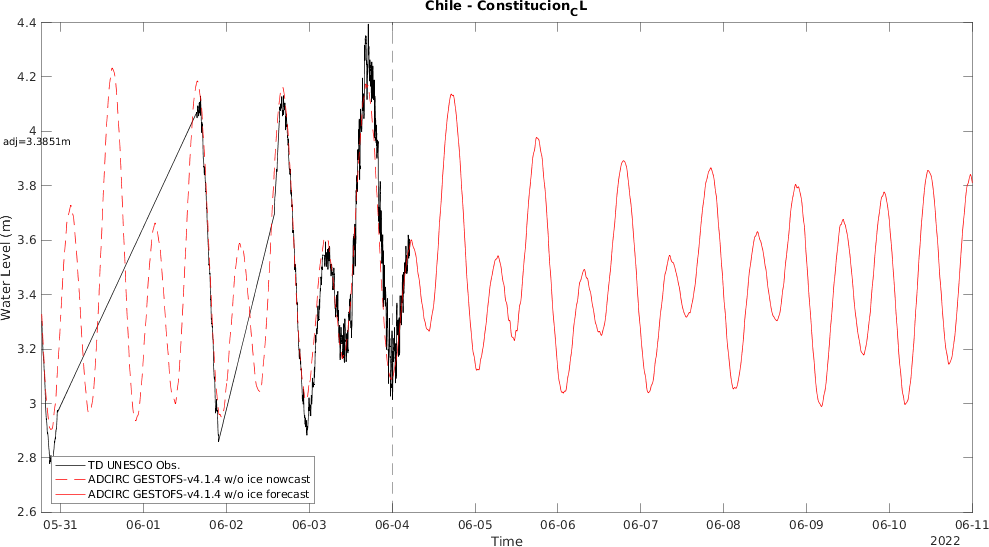 Chile - Constitucion_CL
4.4
4.2
4
adj=3.3851m
3.8
3.6
3.4
3.2
3
2.8
2.6
Water Level (m)
TD UNESCO Obs.
ADCIRC GESTOFS-v4.1.4 w/o ice nowcast
ADCIRC GESTOFS-v4.1.4 w/o ice forecast
05-31 06-01 06-02 06-03 06-04 06-05 06-06 06-07 06-08 06-09 06-10 06-11
Time
2022